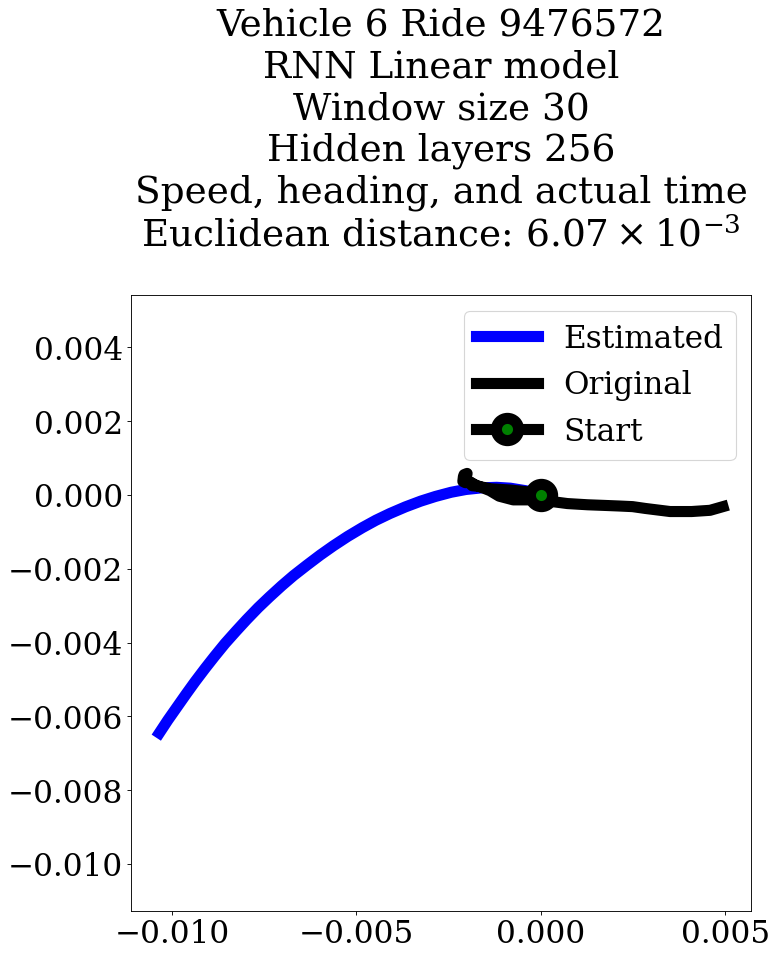 Vehicle 6 Ride 9476572
RNN Linear model
Window size 30
Hidden layers 256
Speed, heading, and actual time
Euclidean distance: 6.07 × 10⁻³
Estimated
Original
Start
0.004
0.002
0.000
−0.002
−0.004
−0.006
−0.008
−0.010
−0.010
−0.005
0.000
0.005